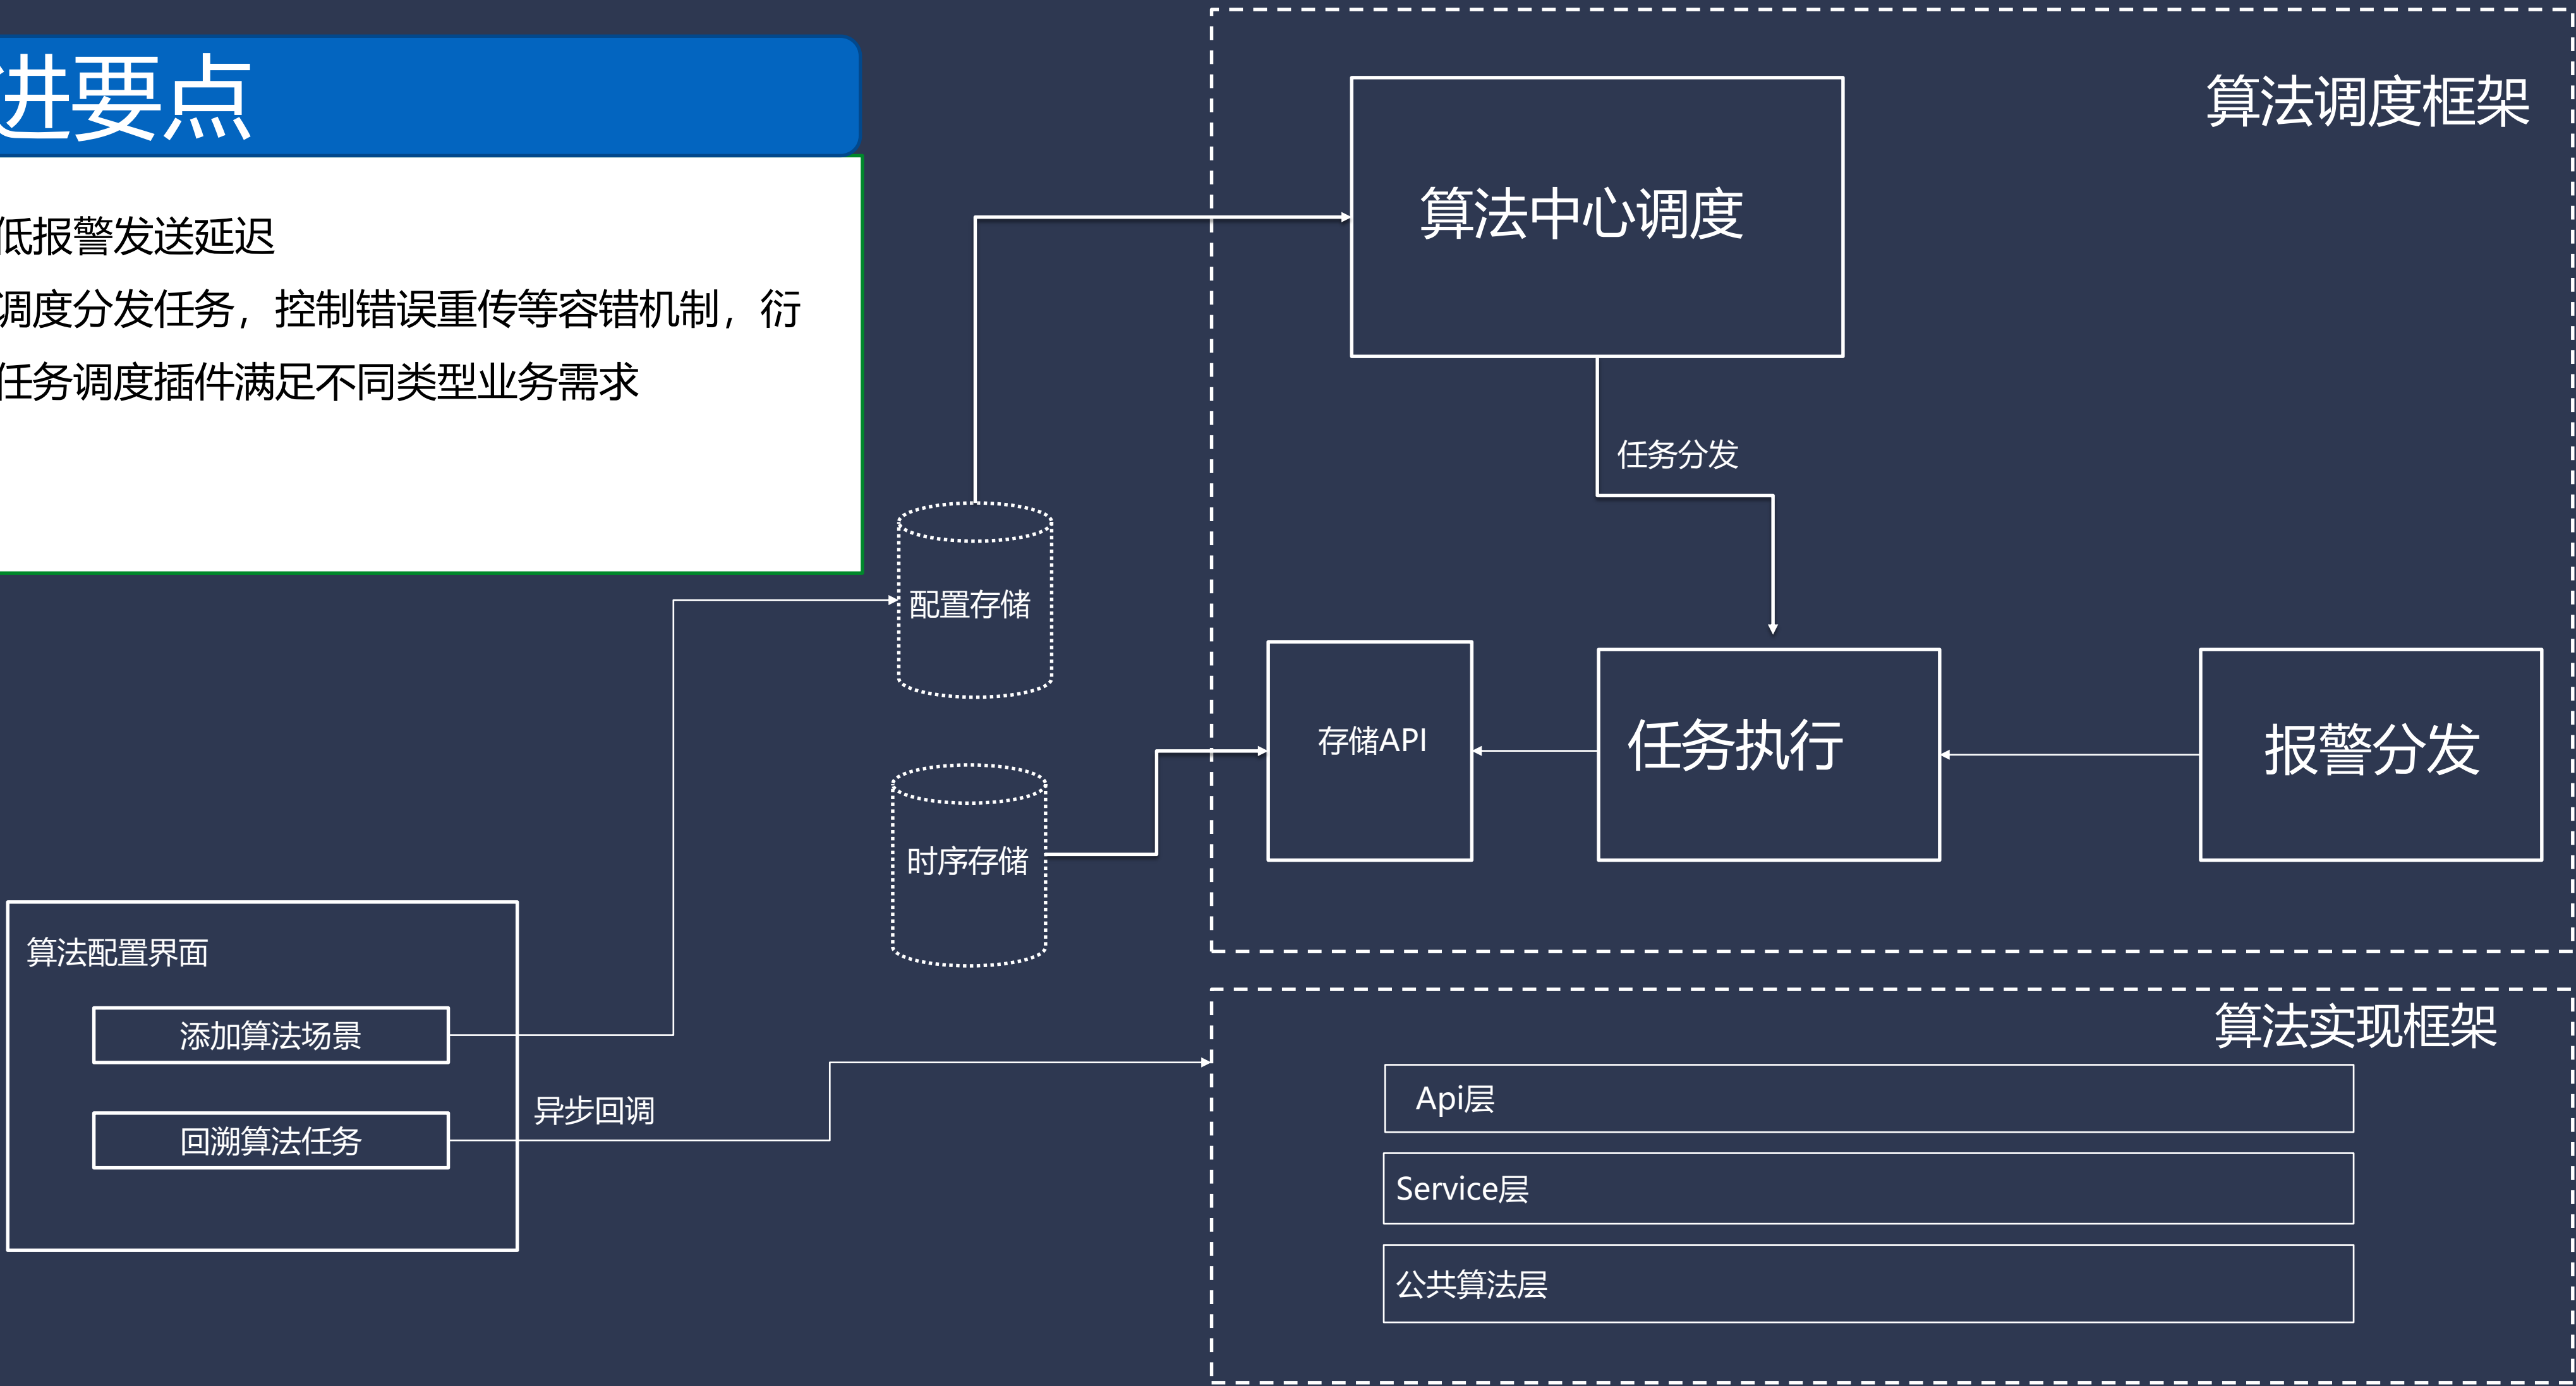 进要点
低报警发送延迟
调度分发任务，控制错误重传等容错机制，衍
任务调度插件满足不同类型业务需求
算法调度框架
算法中心调度
任务分发
配置存储
存储API
任务执行
报警分发
时序存储
算法配置界面
添加算法场景
回溯算法任务
异步回调
算法实现框架
Api层
Service层
公共算法层